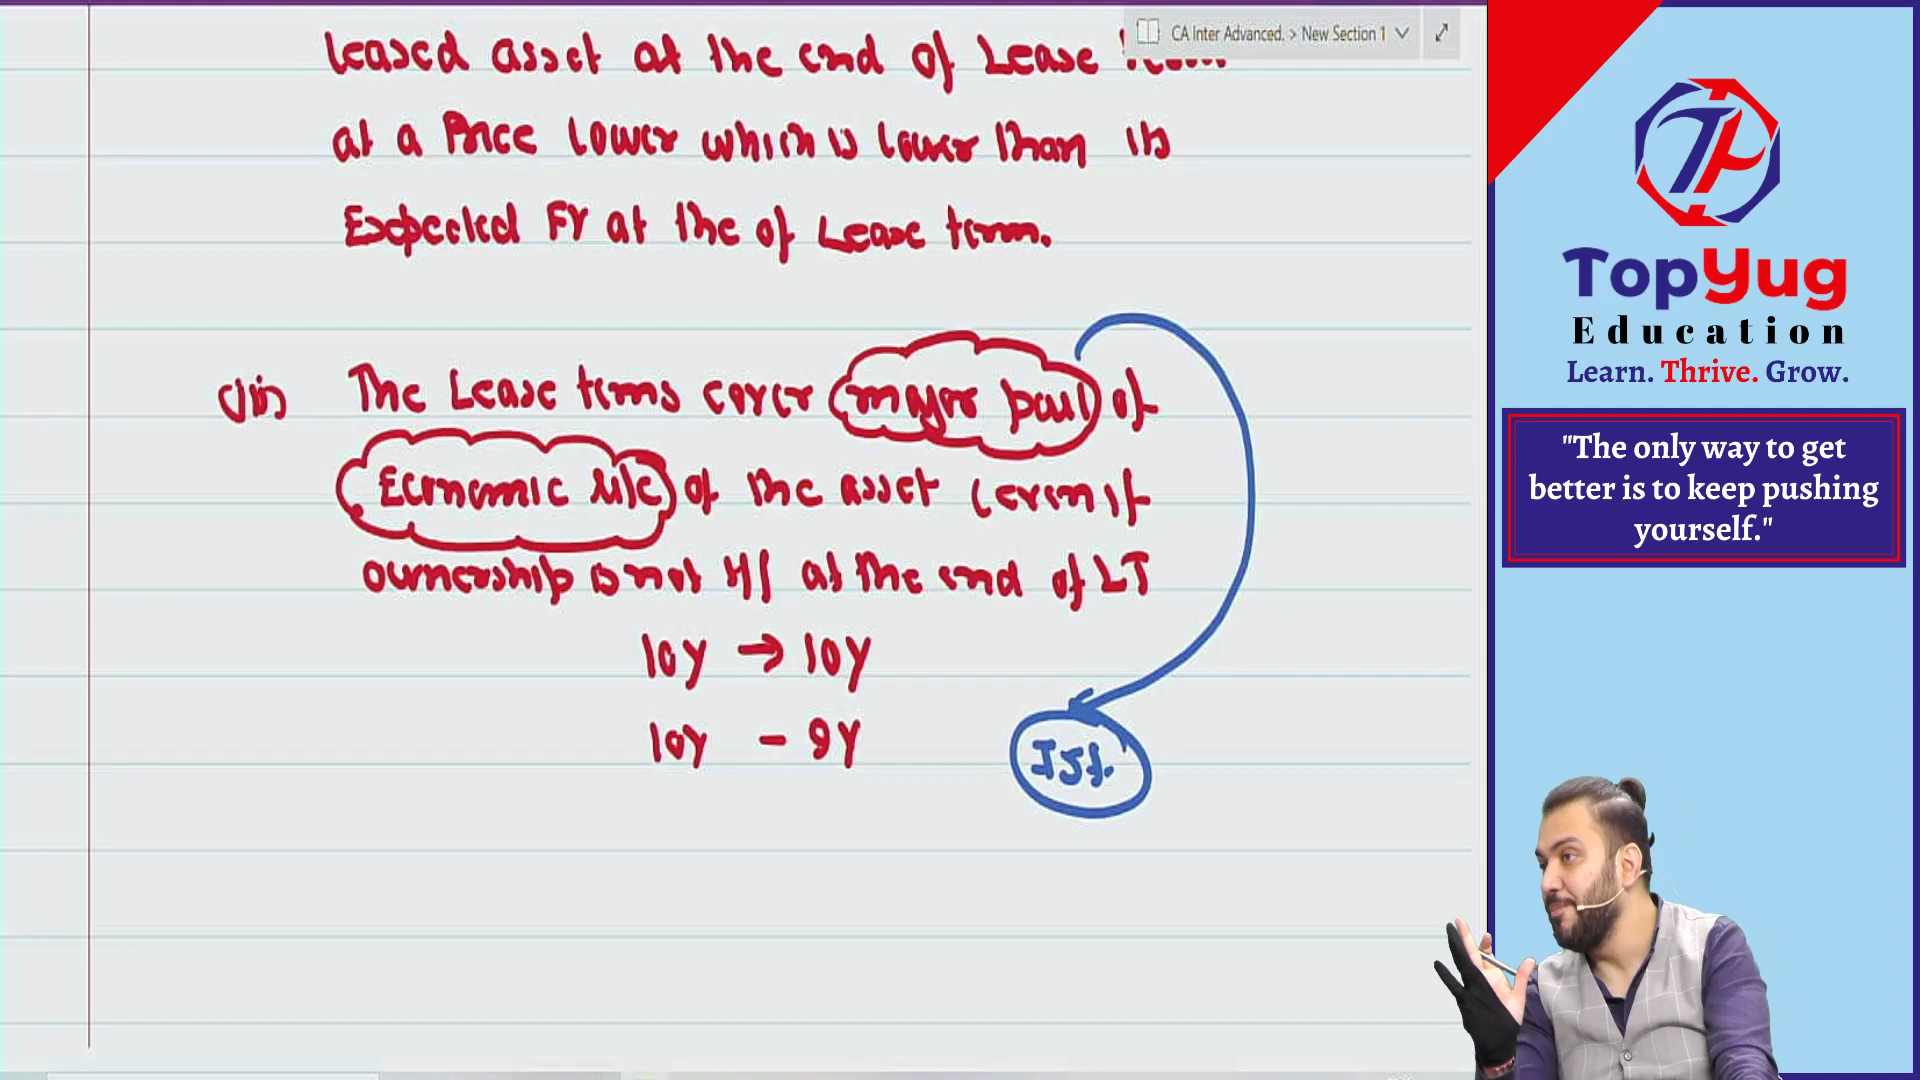 CA Inter Advanced. > New Section 1
leased asset at the end of Lease
at a Price lower which is lower than its
Expected FV at the of Lease term.
(iii) The Lease terms cover major part of
Economic life of the asset (even if
ownership is not t/f at the end of LT
10Y → 10Y
10Y - 9Y
TopYug
Education
Learn. Thrive. Grow.
"The only way to get
better is to keep pushing
yourself."